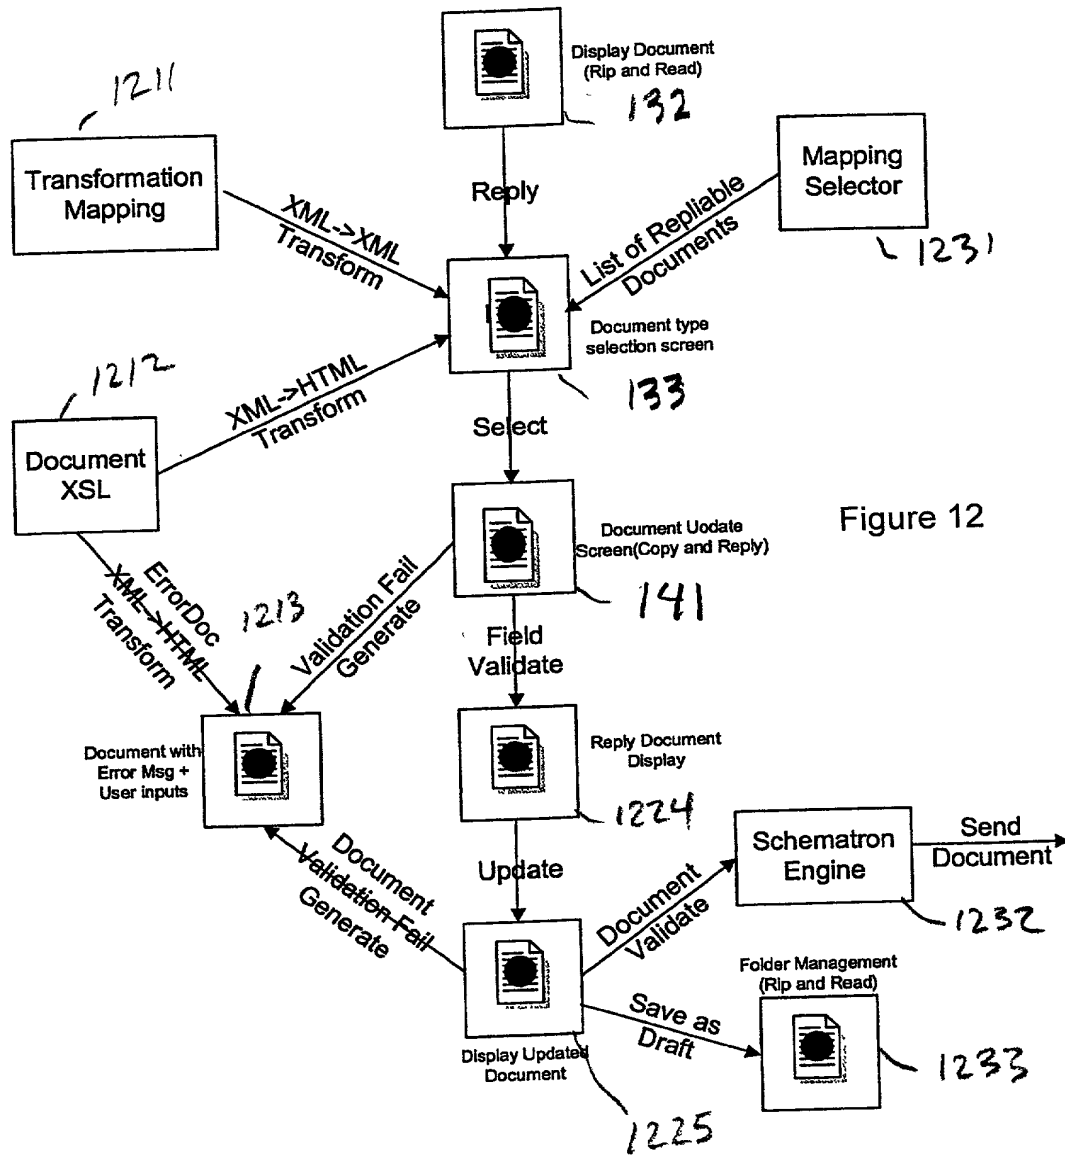 Display Document
(Rip and Read)
132
1211
Transformation
Mapping
Mapping
Selector
1231
Reply
XML->XML
Transform
List of Repliable
Documents
Document type
selection screen
133
1212
XML->HTML
Transform
Document
XSL
Select
Figure 12
Document Uodate
Screen(Copy and Reply)
141
ErrorDoc
XML->HTML
Transform
1213
Validation Fail
Generate
Field
Validate
Document with
Error Msg +
User inputs
Reply Document
Display
1224
Update
Document
Validation Fail
Generate
Document
Validate
Schematron
Engine
Send
Document
1232
Folder Management
(Rip and Read)
Save as
Draft
1233
Display Updated
Document
1225